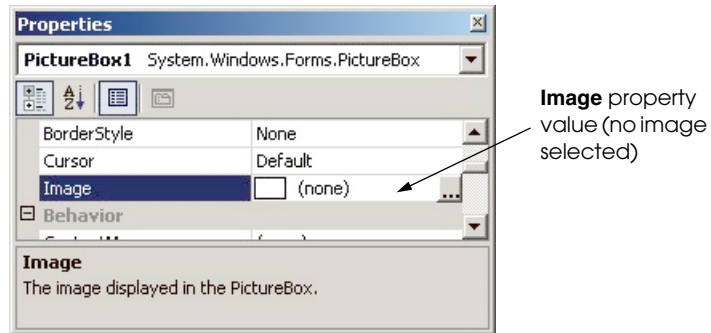 Properties
PictureBox1 System.Windows.Forms.PictureBox
BorderStyle None
Cursor Default
Image (none) ...
Behavior
Image
The image displayed in the PictureBox.
Image property
value (no image
selected)